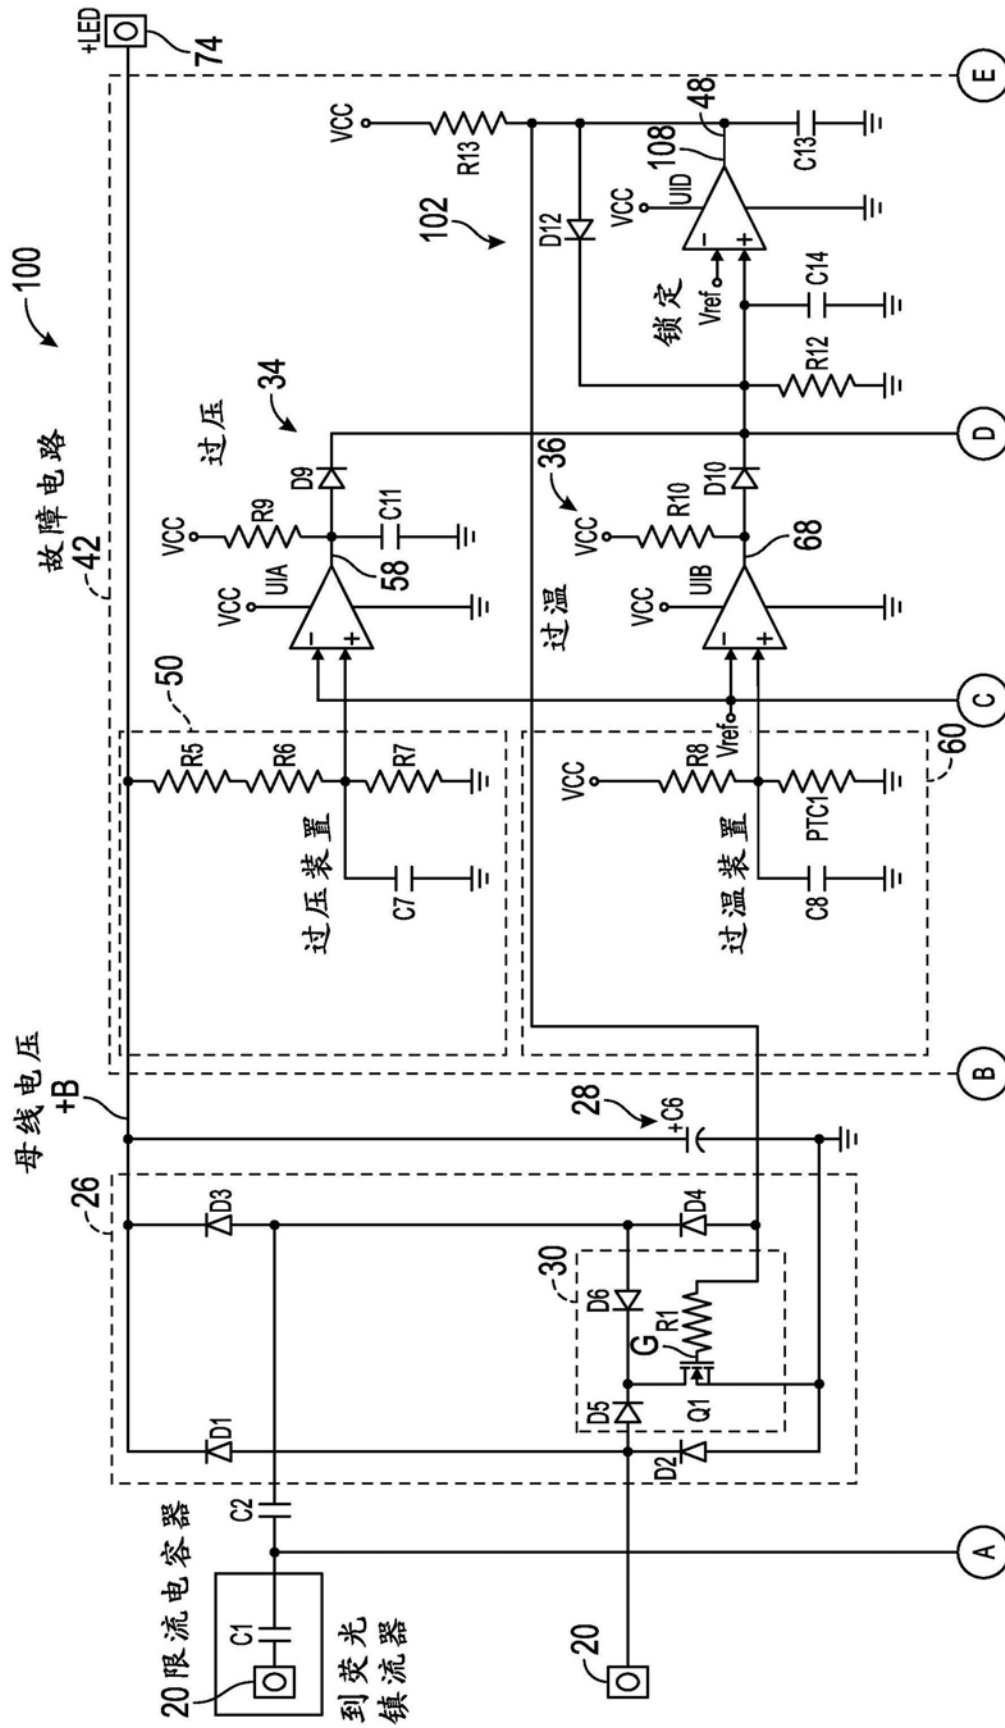 100
故障电路
42
+LED
74
母线电压
+B
26
50
过压
34
VCC
R9
D9
VCC
UIA
−
+
58
C11
R5
R6
R7
C7
过压装置
102
VCC
R13
D12
VCC
UID
108
48
−
+
Vref
锁定
C13
C14
R12
过温
36
VCC
R10
D10
VCC
UIB
−
+
68
Vref
VCC
R8
PTC1
C8
过温装置
60
28
+C6
D3
D4
D1
D2
30
D6
D5
G
R1
Q1
C2
20限流电容器
C1
到荧光
镇流器
20
A
B
C
D
E